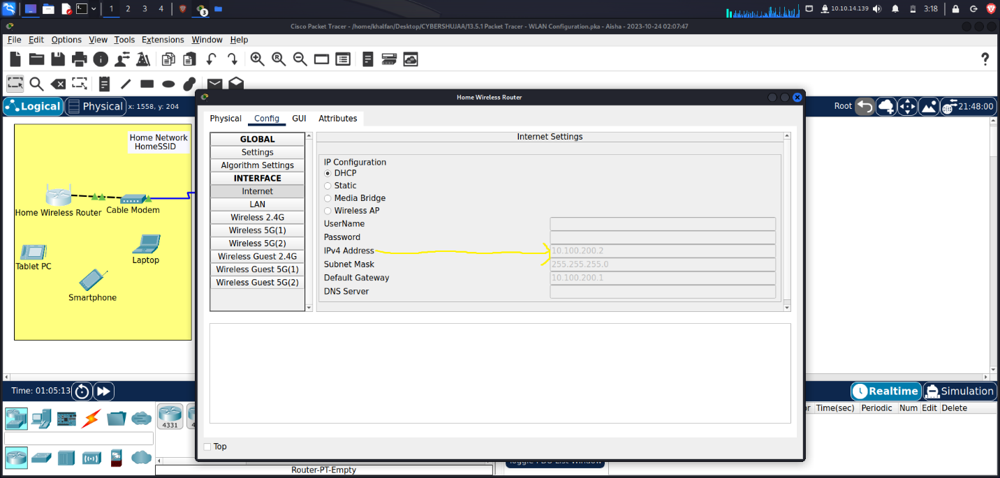 1 2 3 4
3
10.10.14.139
3:18
Cisco Packet Tracer - /home/khalfan/Desktop/CYBERSHUJAA/13.5.1 Packet Tracer - WLAN Configuration.pka - Aisha - 2023-10-24 02:07:47
File Edit Options View Tools Extensions Window Help
?
Home Wireless Router
Logical
Physical
x: 1558, y: 204
Root
21:48:00
Physical Config GUI Attributes
Home Network
HomeSSID
Home Wireless Router
Cable Modem
Tablet PC
Laptop
Smartphone
GLOBAL
Settings
Algorithm Settings
INTERFACE
Internet
LAN
Wireless 2.4G
Wireless 5G(1)
Wireless 5G(2)
Wireless Guest 2.4G
Wireless Guest 5G(1)
Wireless Guest 5G(2)
Internet Settings
IP Configuration
DHCP
Static
Media Bridge
Wireless AP
UserName
Password
IPv4 Address 10.100.200.2
Subnet Mask 255.255.255.0
Default Gateway 10.100.200.1
DNS Server
Top
Time: 01:05:13
Realtime
Simulation
Time(sec) Periodic Num Edit Delete
4331
Router-PT-Empty
Toggle PDU List Window